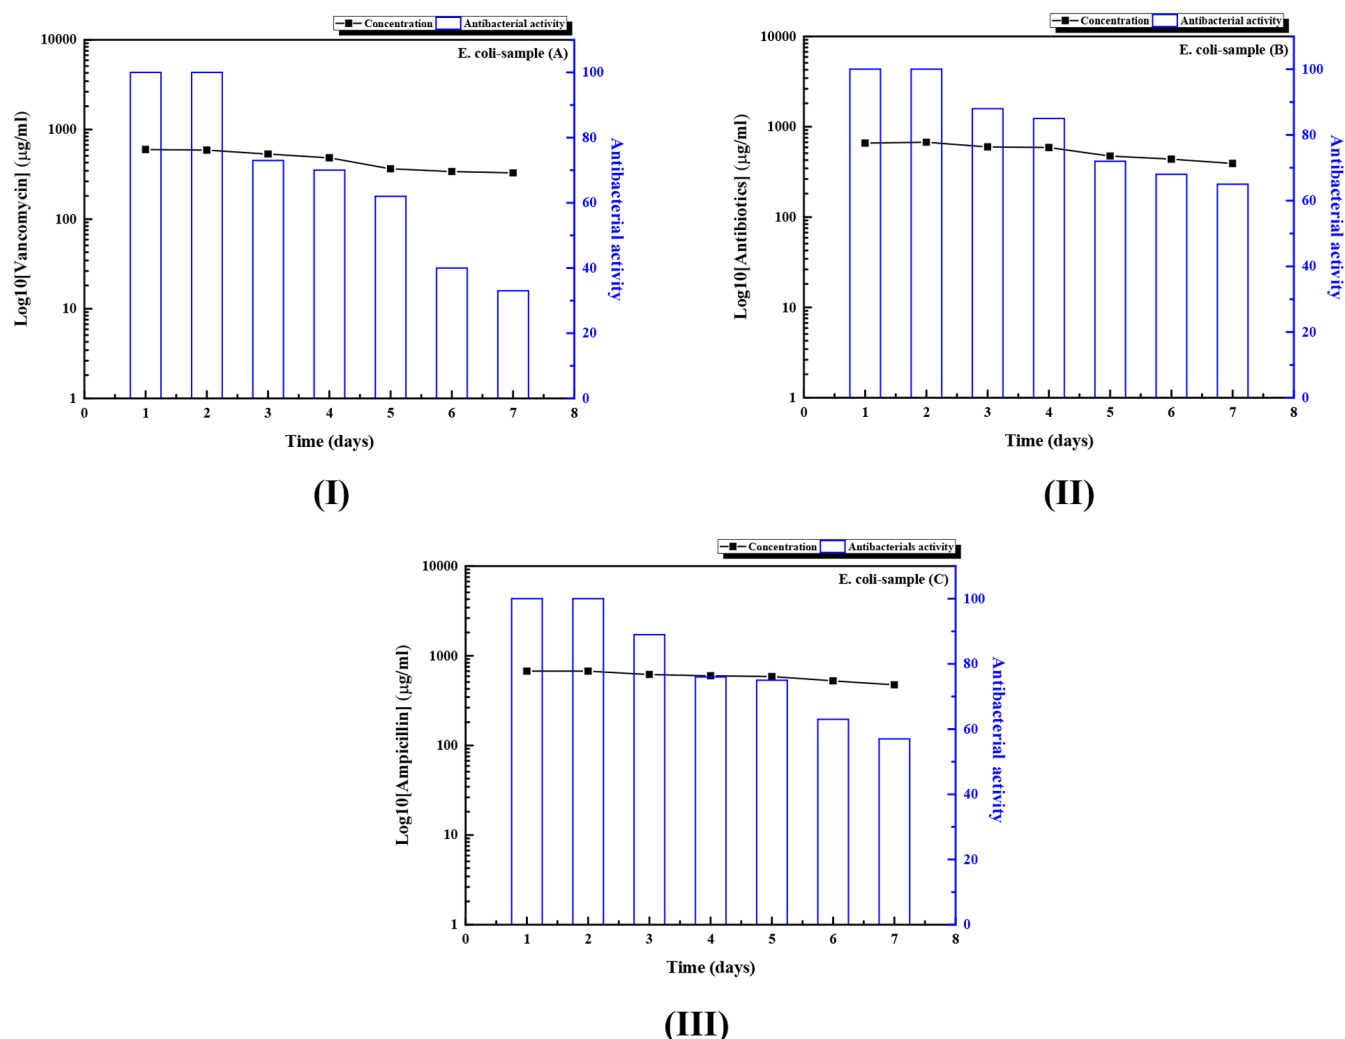 Concentration Antibacterial activity
E. coli-sample (A)
10000
1000
100
10
1
Log10[Vancomycin] (µg/ml)
100
80
60
40
20
0
Antibacterial activity
0 1 2 3 4 5 6 7 8
Time (days)
(I)
Concentration Antibacterial activity
E. coli-sample (B)
10000
1000
100
10
1
Log10[Antibiotics] (µg/ml)
100
80
60
40
20
0
Antibacterial activity
0 1 2 3 4 5 6 7 8
Time (days)
(II)
Concentration Antibacterials activity
E. coli-sample (C)
10000
1000
100
10
1
Log10[Ampicillin] (µg/ml)
100
80
60
40
20
0
Antibacterial activity
0 1 2 3 4 5 6 7 8
Time (days)
(III)